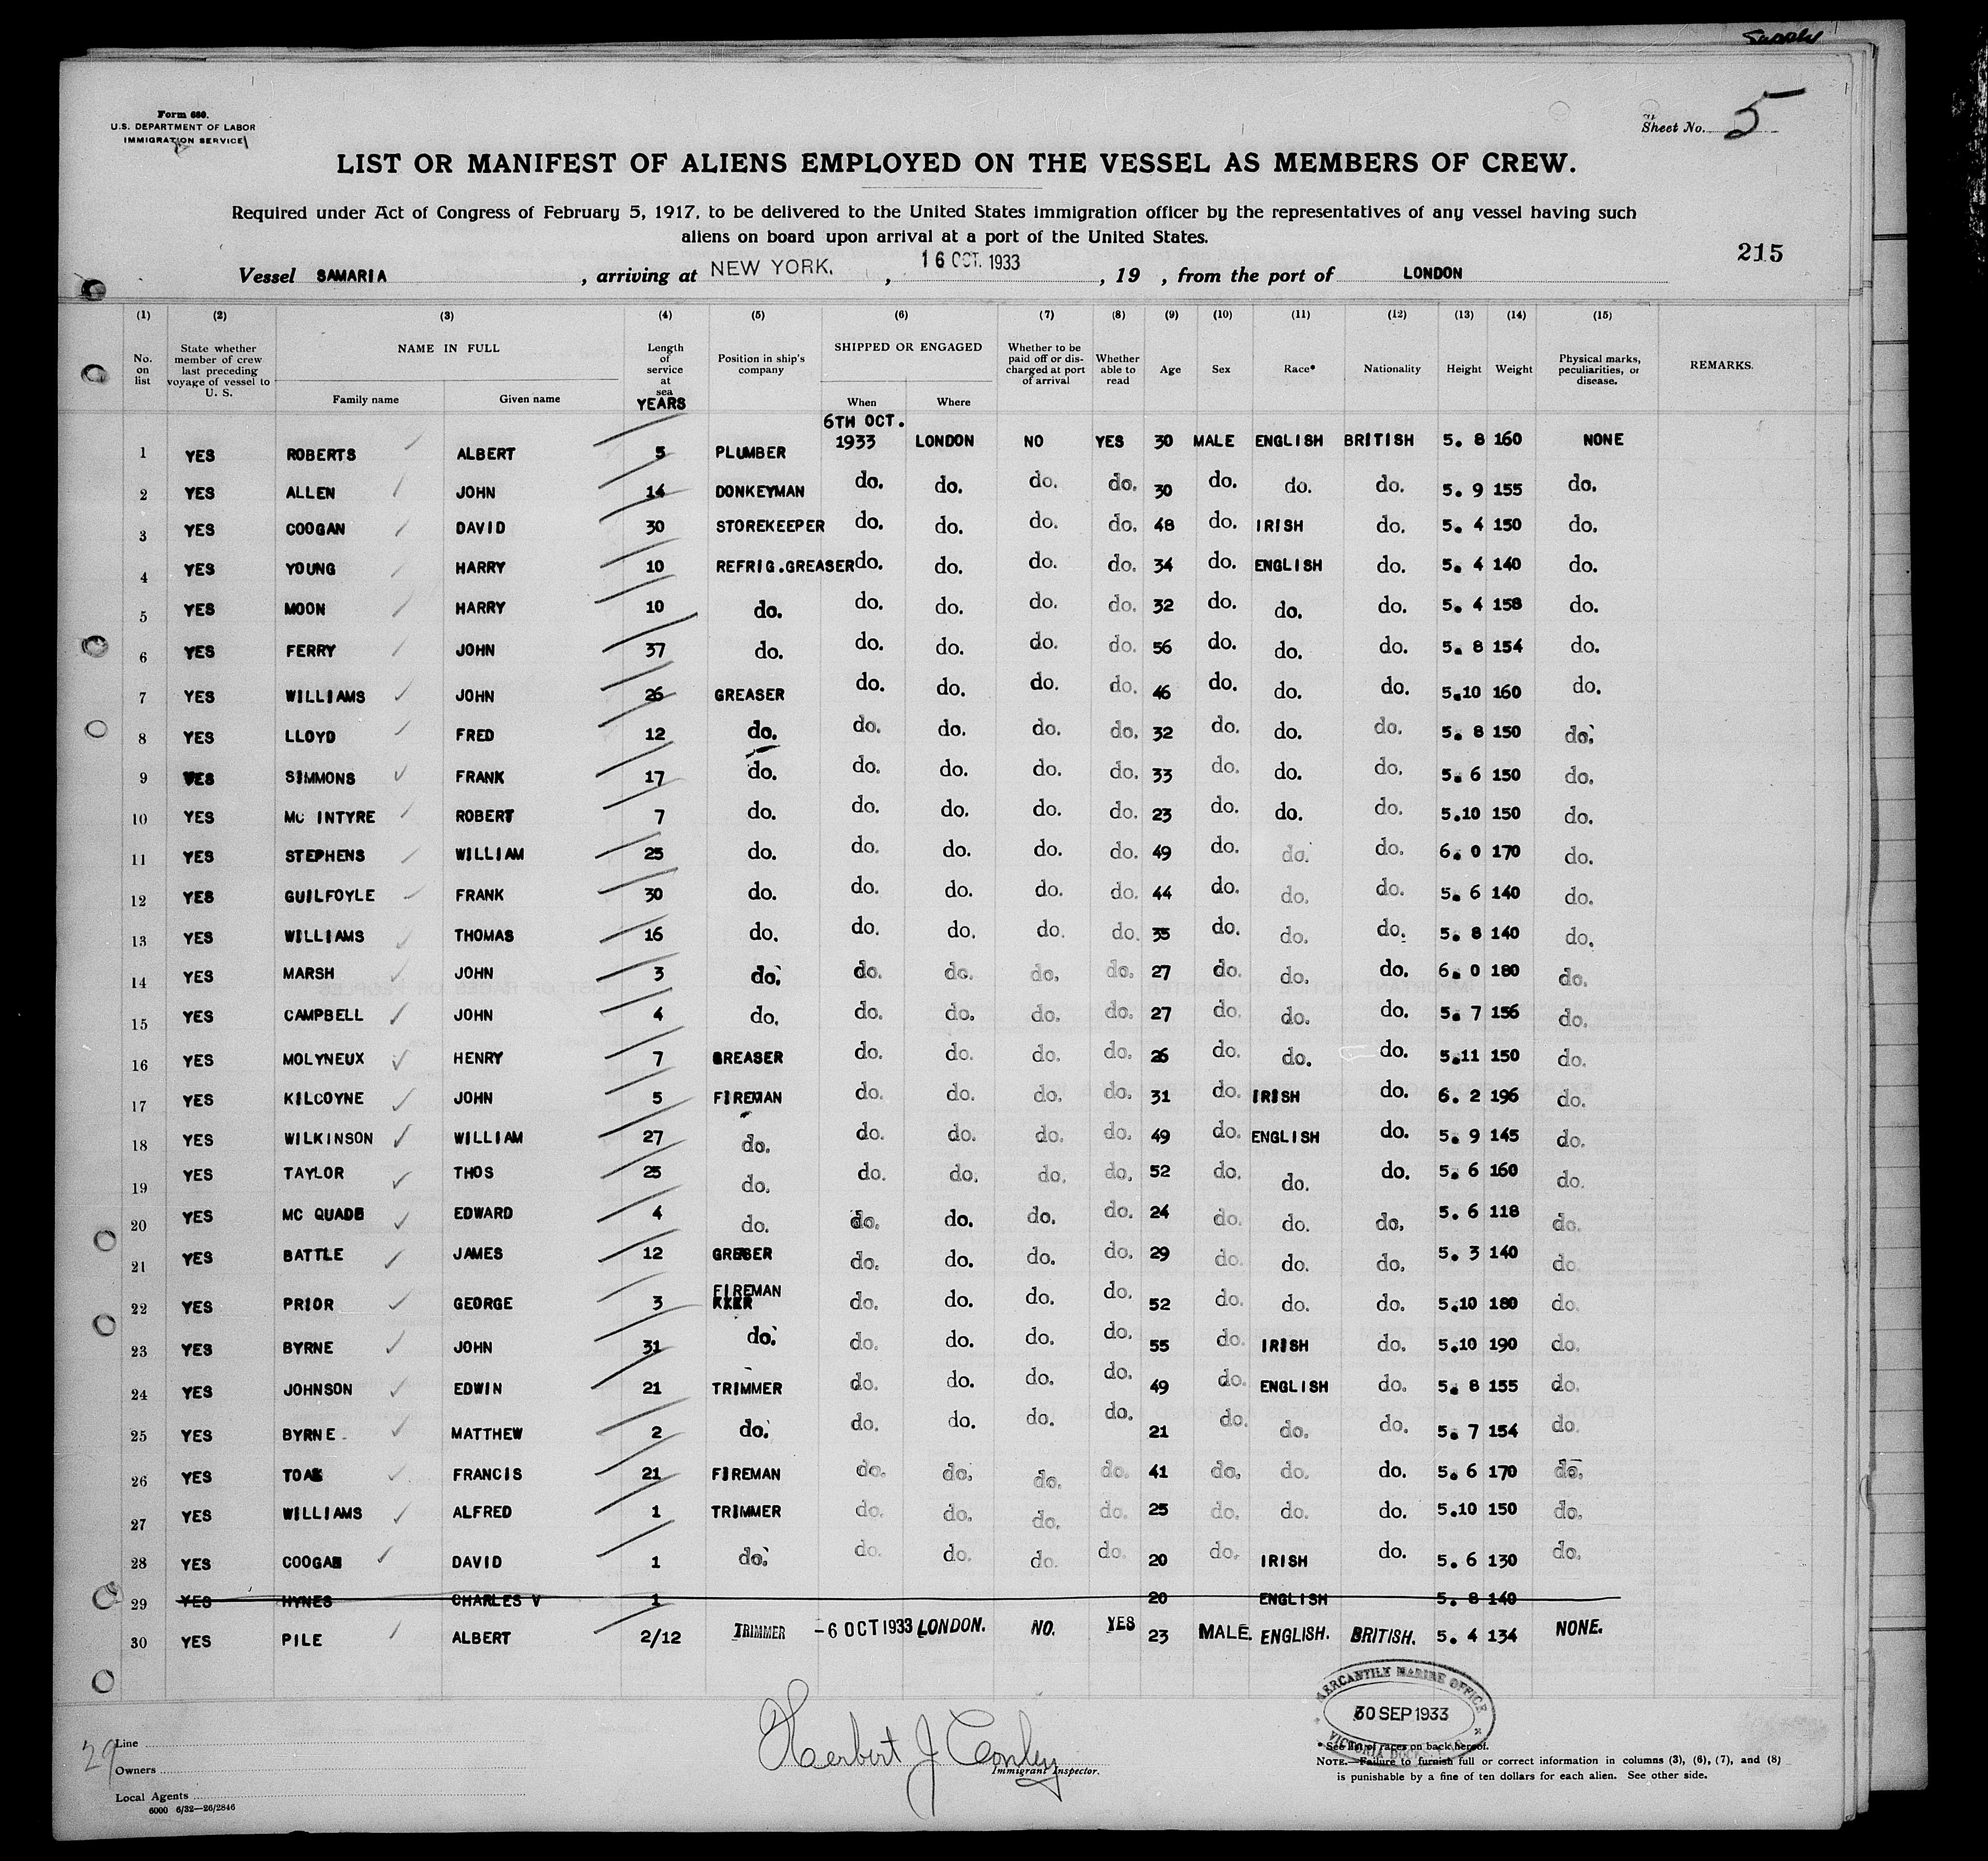 Form 680.
U.S. DEPARTMENT OF LABOR
IMMIGRATION SERVICE
Sheet No. 5
LIST OR MANIFEST OF ALIENS EMPLOYED ON THE VESSEL AS MEMBERS OF CREW.
Required under Act of Congress of February 5, 1917, to be delivered to the United States immigration officer by the representatives of any vessel having such
aliens on board upon arrival at a port of the United States.
215
Vessel SAMARIA, arriving at NEW YORK., 16 OCT. 1933, 19 , from the port of LONDON
(1) (2) (3) (4) (5) (6) (7) (8) (9) (10) (11) (12) (13) (14) (15)
No. on list State whether member of crew last preceding voyage of vessel to U. S. NAME IN FULL Family name Given name Length of service at sea YEARS Position in ship's company SHIPPED OR ENGAGED When Where Whether to be paid off or discharged at port of arrival Whether able to read Age Sex Race* Nationality Height Weight Physical marks, peculiarities, or disease. REMARKS.
1 YES ROBERTS ALBERT 5 PLUMBER 6TH OCT. 1933 LONDON NO YES 30 MALE ENGLISH BRITISH 5. 8 160 NONE
2 YES ALLEN JOHN 14 DONKEYMAN do. do. do. do. 30 do. do. do. 5. 9 155 do.
3 YES COOGAN DAVID 30 STOREKEEPER do. do. do. do. 48 do. IRISH do. 5. 4 150 do.
4 YES YOUNG HARRY 10 REFRIG.GREASER do. do. do. do. 34 do. ENGLISH do. 5. 4 140 do.
5 YES MOON HARRY 10 do. do. do. do. do. 32 do. do. do. 5. 4 158 do.
6 YES FERRY JOHN 37 do. do. do. do. do. 56 do. do. do. 5. 8 154 do.
7 YES WILLIAMS JOHN 26 GREASER do. do. do. do. 46 do. do. do. 5.10 160 do.
8 YES LLOYD FRED 12 do. do. do. do. do. 32 do. do. do. 5. 8 150 do.
9 YES SIMMONS FRANK 17 do. do. do. do. do. 33 do. do. do. 5. 6 150 do.
10 YES Mc INTYRE ROBERT 7 do. do. do. do. do. 23 do. do. do. 5.10 150 do.
11 YES STEPHENS WILLIAM 25 do. do. do. do. do. 49 do. do. do. 6. 0 170 do.
12 YES GUILFOYLE FRANK 30 do. do. do. do. do. 44 do. do. do. 5. 6 140 do.
13 YES WILLIAMS THOMAS 16 do. do. do. do. do. 35 do. do. do. 5. 8 140 do.
14 YES MARSH JOHN 3 do. do. do. do. do. 27 do. do. do. 6. 0 180 do.
15 YES CAMPBELL JOHN 4 do. do. do. do. do. 27 do. do. do. 5. 7 156 do.
16 YES MOLYNEUX HENRY 7 GREASER do. do. do. do. 26 do. do. do. 5.11 150 do.
17 YES KILCOYNE JOHN 5 FIREMAN do. do. do. do. 31 do. IRISH do. 6. 2 196 do.
18 YES WILKINSON WILLIAM 27 do. do. do. do. do. 49 do. ENGLISH do. 5. 9 145 do.
19 YES TAYLOR THOS 25 do. do. do. do. do. 52 do. do. do. 5. 6 160 do.
20 YES MC QUADE EDWARD 4 do. do. do. do. do. 24 do. do. do. 5. 6 118 do.
21 YES BATTLE JAMES 12 do. do. do. do. 29 do. do. do. 5. 3 140 do.
22 YES PRIOR GEORGE 3 FIREMAN do. do. do. do. 52 do. do. do. 5.10 180 do.
23 YES BYRNE JOHN 31 do. do. do. do. do. 55 do. IRISH do. 5.10 190 do.
24 YES JOHNSON EDWIN 21 TRIMMER do. do. do. do. 49 do. ENGLISH do. 5. 8 155 do.
25 YES BYRNE MATTHEW 2 do. do. do. do. do. 21 do. do. do. 5. 7 154 do.
26 YES FRANCIS 21 FIREMAN do. do. do. do. 41 do. do. do. 5. 6 170 do.
27 YES WILLIAMS ALFRED 1 TRIMMER do. do. do. do. 25 do. do. do. 5.10 150 do.
28 YES COOGAN DAVID 1 do. do. do. do. do. 20 do. IRISH do. 5. 6 130 do.
29 YES HYNES CHARLES V 1 20 ENGLISH 5. 8 140
30 YES PILE ALBERT 2/12 TRIMMER -6 OCT 1933 LONDON. NO. YES 23 MALE. ENGLISH. BRITISH. 5. 4 134 NONE.
MERCANTILE MARINE OFFICE
30 SEP 1933
VICTORIA
29
Line
Owners
Local Agents
6000 6/32—26/2846
Herbert J Conley
Immigrant Inspector.
* See list of races on back hereof.
NOTE.—Failure to furnish full or correct information in columns (3), (6), (7), and (8)
is punishable by a fine of ten dollars for each alien. See other side.